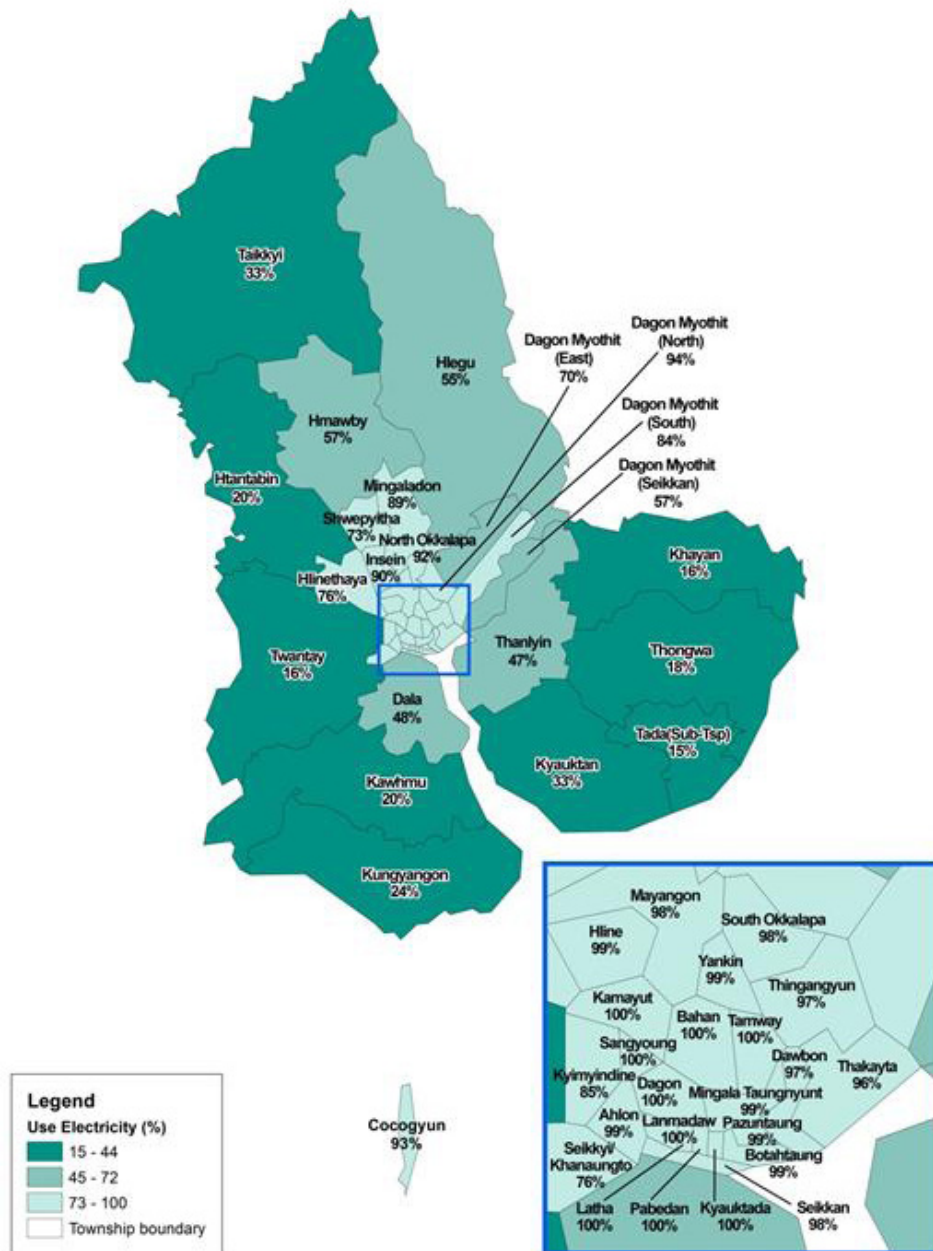 Taikkyi
33%
Hlegu
55%
Dagon Myothit
(East)
70%
Dagon Myothit
(North)
94%
Dagon Myothit
(South)
84%
Dagon Myothit
(Seikkan)
57%
Hmawby
57%
Htantabin
20%
Mingaladon
89%
Shwepyitha
73%
North Okkalapa
92%
Insein
90%
Hlinethaya
76%
Khayan
16%
Twantay
16%
Thanlyin
47%
Thongwa
18%
Dala
48%
Tada(Sub-Tsp)
15%
Kyauktan
33%
Kawhmu
20%
Kungyangon
24%
Mayangon
98%
South Okkalapa
98%
Hline
99%
Yankin
99%
Thingangyun
97%
Kamayut
100%
Bahan
100%
Tamway
100%
Sangyoung
100%
Dawbon
97%
Thakayta
96%
Kyimyindine
85%
Dagon
100%
Mingala Taungnyunt
99%
Ahlon
99%
Lanmadaw
100%
Pazuntaung
99%
Botahtaung
99%
Seikkyi/
Khanaungto
76%
Latha
100%
Pabedan
100%
Kyauktada
100%
Seikkan
98%
Cocogyun
93%
Legend
Use Electricity (%)
15 - 44
45 - 72
73 - 100
Township boundary